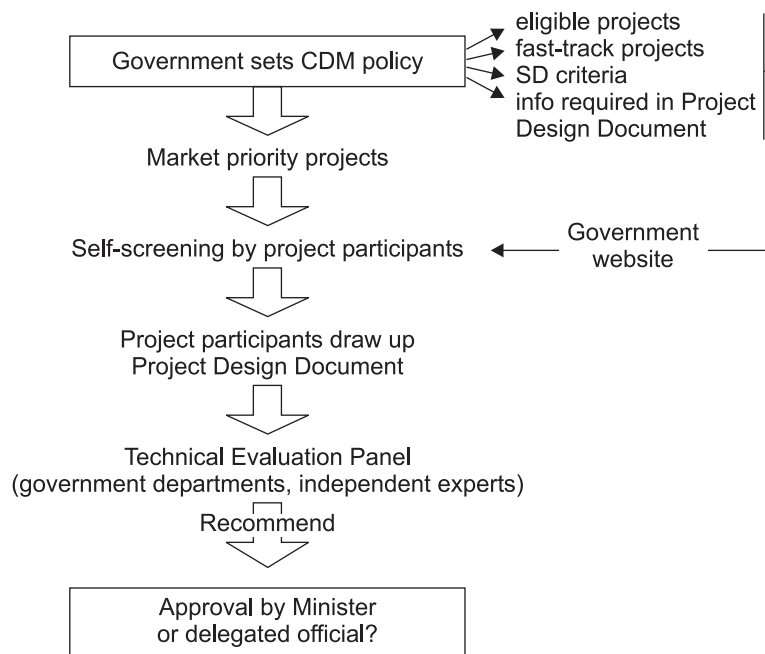 Government sets CDM policy
eligible projects
fast-track projects
SD criteria
info required in Project
Design Document
Market priority projects
Self-screening by project participants
Government
website
Project participants draw up
Project Design Document
Technical Evaluation Panel
(government departments, independent experts)
Recommend
Approval by Minister
or delegated official?